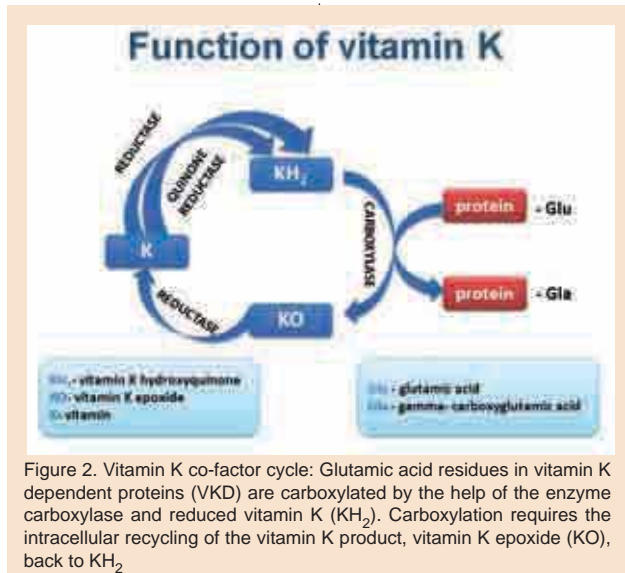 Function of vitamin K
REDUCTASE
QUINONE
REDUCTASE
KH2
CARBOXYLASE
protein - Glu
K
protein - Gla
REDUCTASE
KO
KH2 - vitamin K hydroxyquinone
KO- vitamin K epoxide
K- vitamin
Glu - glutamic acid
Gla - gamma- carboxyglutamic acid
Figure 2. Vitamin K co-factor cycle: Glutamic acid residues in vitamin K
dependent proteins (VKD) are carboxylated by the help of the enzyme
carboxylase and reduced vitamin K (KH2). Carboxylation requires the
intracellular recycling of the vitamin K product, vitamin K epoxide (KO),
back to KH2